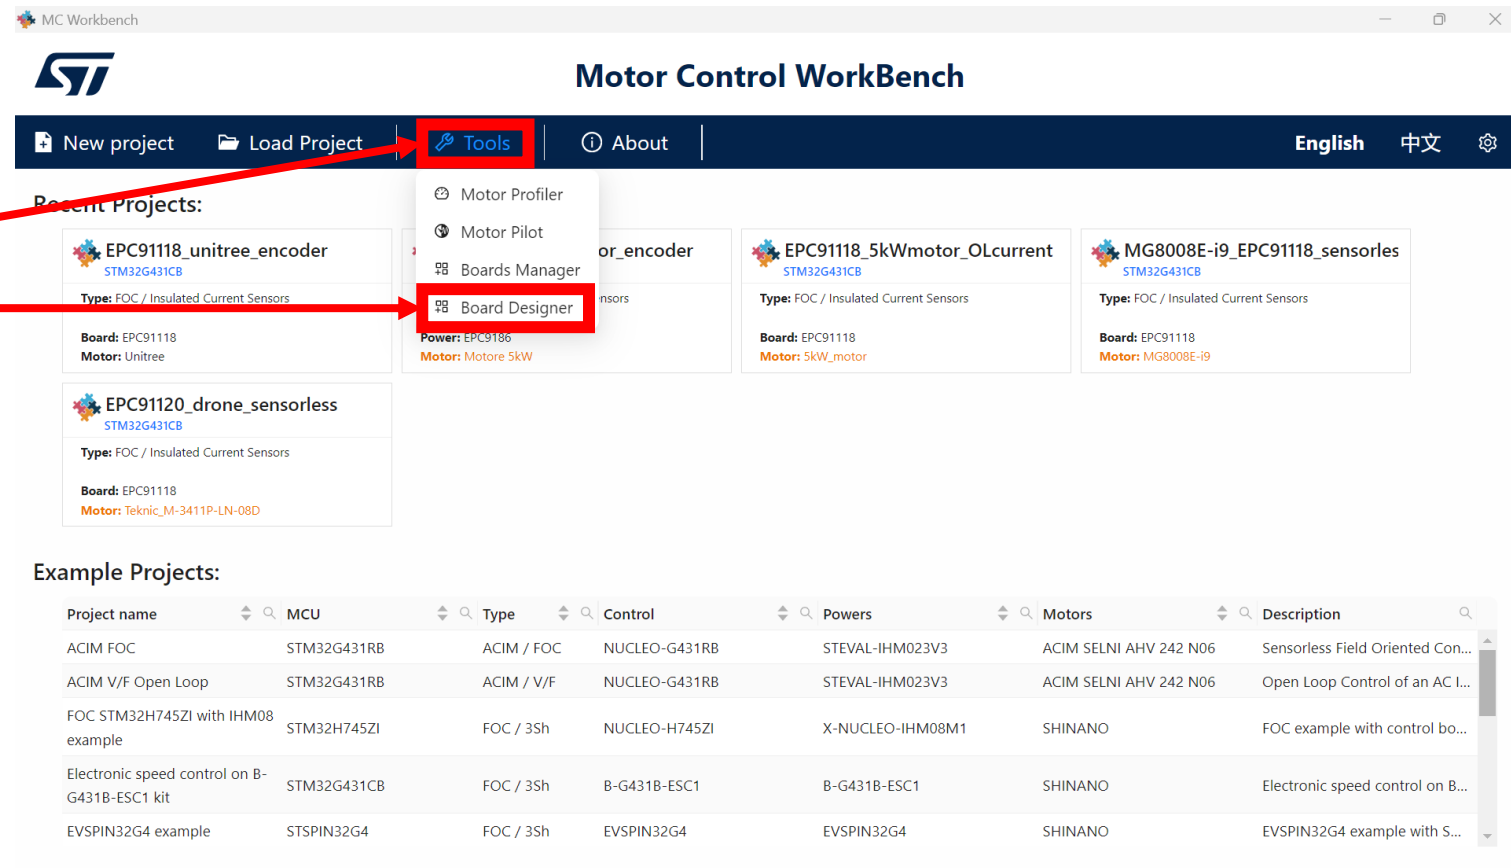 MC Workbench
ST
Motor Control WorkBench
New project
Load Project
Tools
About
English
中文
Motor Profiler
Motor Pilot
Boards Manager
Board Designer
Recent Projects:
EPC91118_unitree_encoder
STM32G431CB
Type: FOC / Insulated Current Sensors
Board: EPC91118
Motor: Unitree
or_encoder
nsors
Power: EPC9186
Motor: Motore 5kW
EPC91118_5kWmotor_OLcurrent
STM32G431CB
Type: FOC / Insulated Current Sensors
Board: EPC91118
Motor: 5kW_motor
MG8008E-i9_EPC91118_sensorles
STM32G431CB
Type: FOC / Insulated Current Sensors
Board: EPC91118
Motor: MG8008E-i9
EPC91120_drone_sensorless
STM32G431CB
Type: FOC / Insulated Current Sensors
Board: EPC91118
Motor: Teknic_M-3411P-LN-08D
Example Projects:
Project name MCU Type Control Powers Motors Description
ACIM FOC STM32G431RB ACIM / FOC NUCLEO-G431RB STEVAL-IHM023V3 ACIM SELNI AHV 242 N06 Sensorless Field Oriented Con...
ACIM V/F Open Loop STM32G431RB ACIM / V/F NUCLEO-G431RB STEVAL-IHM023V3 ACIM SELNI AHV 242 N06 Open Loop Control of an AC I...
FOC STM32H745ZI with IHM08
example
STM32H745ZI FOC / 3Sh NUCLEO-H745ZI X-NUCLEO-IHM08M1 SHINANO FOC example with control bo...
Electronic speed control on B-
G431B-ESC1 kit
STM32G431CB FOC / 3Sh B-G431B-ESC1 B-G431B-ESC1 SHINANO Electronic speed control on B...
EVSPIN32G4 example STSPIN32G4 FOC / 3Sh EVSPIN32G4 EVSPIN32G4 SHINANO EVSPIN32G4 example with S...